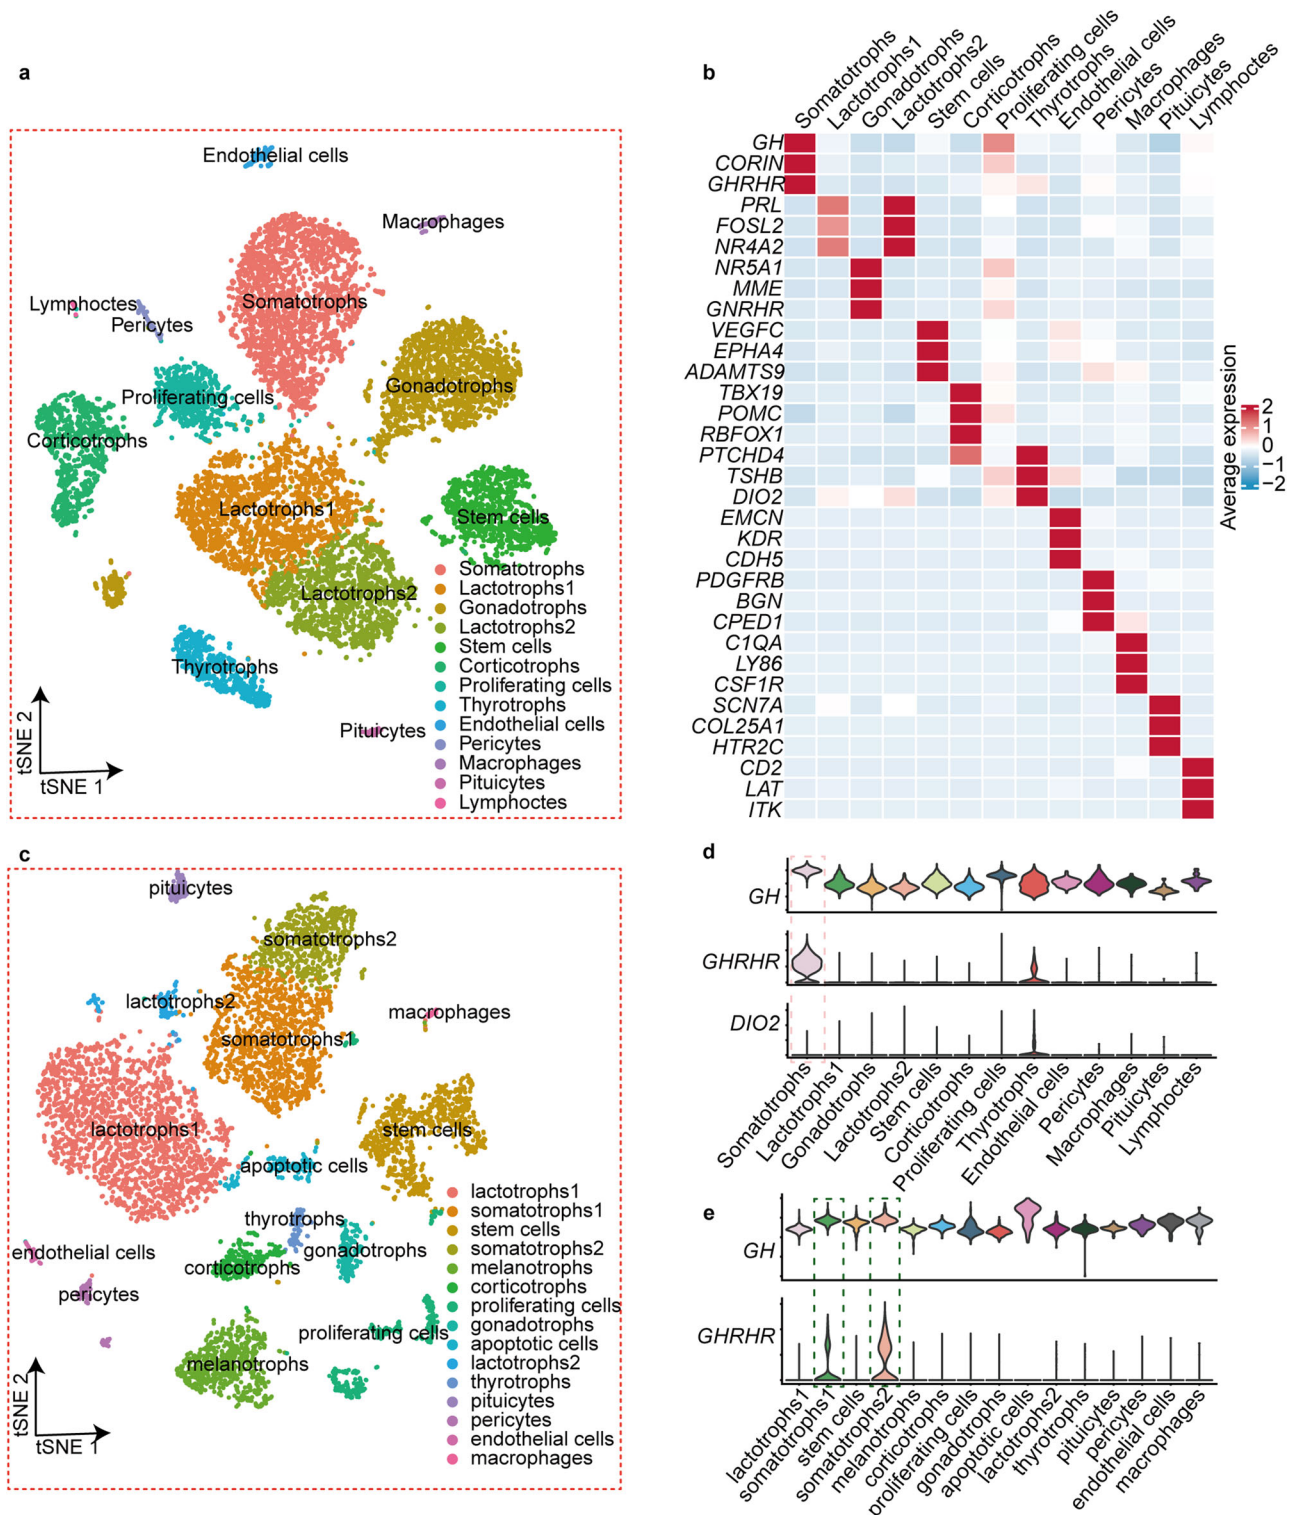 a
Endothelial cells
Macrophages
Lymphoctes
Pericytes
Somatotrophs
Proliferating cells
Gonadotrophs
Corticotrophs
Lactotrophs1
Stem cells
Lactotrophs2
Thyrotrophs
Pituicytes
Somatotrophs
Lactotrophs1
Gonadotrophs
Lactotrophs2
Stem cells
Corticotrophs
Proliferating cells
Thyrotrophs
Endothelial cells
Pericytes
Macrophages
Pituicytes
Lymphoctes
tSNE 2
tSNE 1
b
Somatotrophs
Lactotrophs1
Gonadotrophs
Lactotrophs2
Stem cells
Corticotrophs
Proliferating cells
Thyrotrophs
Endothelial cells
Pericytes
Macrophages
Pituicytes
Lymphoctes
GH
CORIN
GHRHR
PRL
FOSL2
NR4A2
NR5A1
MME
GNRHR
VEGFC
EPHA4
ADAMTS9
TBX19
POMC
RBFOX1
PTCHD4
TSHB
DIO2
EMCN
KDR
CDH5
PDGFRB
BGN
CPED1
C1QA
LY86
CSF1R
SCN7A
COL25A1
HTR2C
CD2
LAT
ITK
Average expression
2
1
0
−1
−2
c
pituicytes
somatotrophs2
lactotrophs2
macrophages
somatotrophs1
lactotrophs1
stem cells
apoptotic cells
thyrotrophs
gonadotrophs
endothelial cells
corticotrophs
pericytes
proliferating cells
melanotrophs
lactotrophs1
somatotrophs1
stem cells
somatotrophs2
melanotrophs
corticotrophs
proliferating cells
gonadotrophs
apoptotic cells
lactotrophs2
thyrotrophs
pituicytes
pericytes
endothelial cells
macrophages
tSNE 2
tSNE 1
d
GH
GHRHR
DIO2
Somatotrophs
Lactotrophs1
Gonadotrophs
Lactotrophs2
Stem cells
Corticotrophs
Proliferating cells
Thyrotrophs
Endothelial cells
Pericytes
Macrophages
Pituicytes
Lymphoctes
e
GH
GHRHR
lactotrophs1
somatotrophs1
stem cells
somatotrophs2
melanotrophs
corticotrophs
proliferating cells
gonadotrophs
apoptotic cells
lactotrophs2
thyrotrophs
pituicytes
pericytes
endothelial cells
macrophages